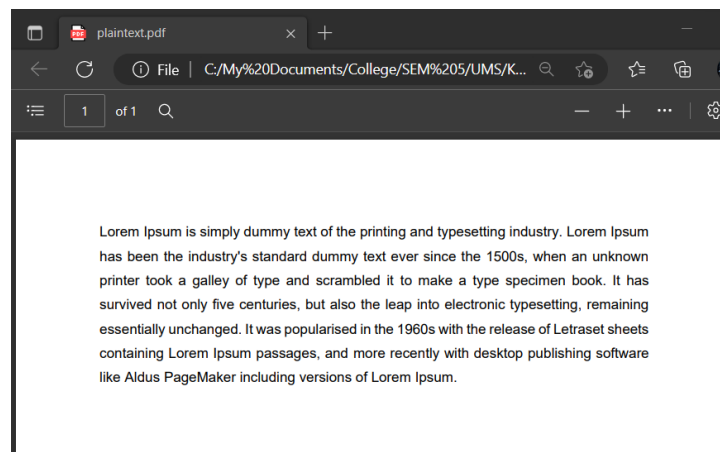 plaintext.pdf
File C:/My%20Documents/College/SEM%205/UMS/K...
1 of 1
Lorem Ipsum is simply dummy text of the printing and typesetting industry. Lorem Ipsum
has been the industry's standard dummy text ever since the 1500s, when an unknown
printer took a galley of type and scrambled it to make a type specimen book. It has
survived not only five centuries, but also the leap into electronic typesetting, remaining
essentially unchanged. It was popularised in the 1960s with the release of Letraset sheets
containing Lorem Ipsum passages, and more recently with desktop publishing software
like Aldus PageMaker including versions of Lorem Ipsum.